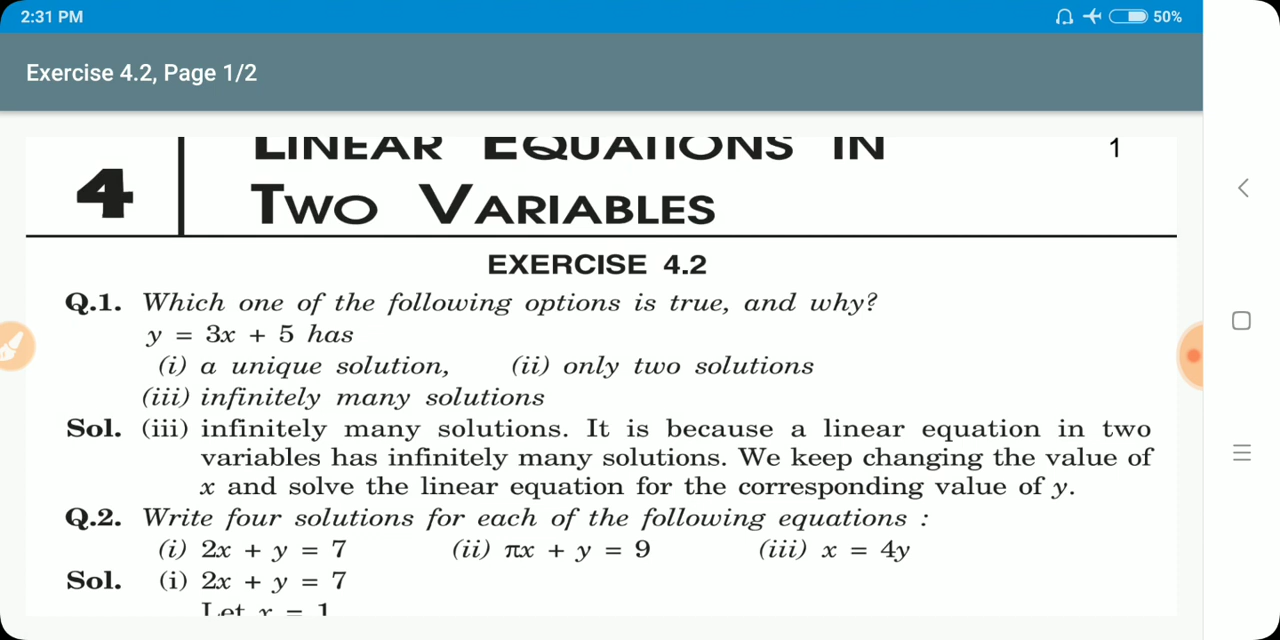 2:31 PM 50%
Exercise 4.2, Page 1/2
LINEAR EQUATIONS IN 1
4 TWO VARIABLES
EXERCISE 4.2
Q.1. Which one of the following options is true, and why?
y = 3x + 5 has
(i) a unique solution, (ii) only two solutions
(iii) infinitely many solutions
Sol. (iii) infinitely many solutions. It is because a linear equation in two
variables has infinitely many solutions. We keep changing the value of
x and solve the linear equation for the corresponding value of y.
Q.2. Write four solutions for each of the following equations :
(i) 2x + y = 7 (ii) πx + y = 9 (iii) x = 4y
Sol. (i) 2x + y = 7
Let x = 1